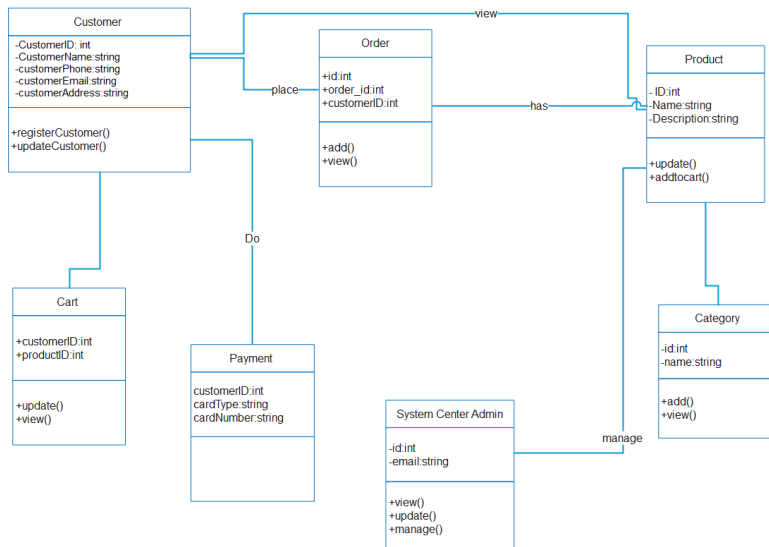 Customer
-CustomerID: int
-CustomerName:string
-customerPhone:string
-customerEmail:string
-customerAddress:string
+registerCustomer()
+updateCustomer()
view
place
Order
+id:int
+order_id:int
+customerID:int
+add()
+view()
has
Product
- ID:int
-Name:string
-Description:string
+update()
+addtocart()
Do
Cart
+customerID:int
+productID:int
+update()
+view()
Payment
customerID:int
cardType:string
cardNumber:string
System Center Admin
-id:int
-email:string
+view()
+update()
+manage()
manage
Category
-id:int
-name:string
+add()
+view()